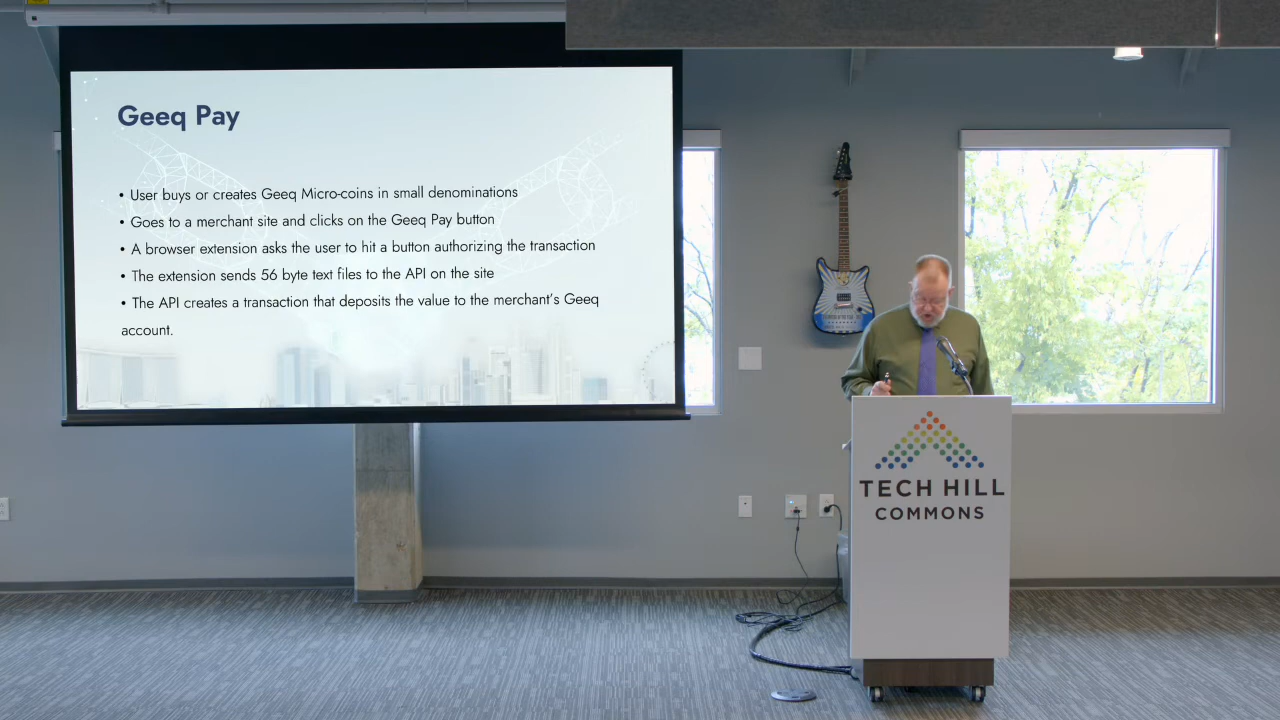 Geeq Pay
• User buys or creates Geeq Micro-coins in small denominations
• Goes to a merchant site and clicks on the Geeq Pay button
• A browser extension asks the user to hit a button authorizing the transaction
• The extension sends 56 byte text files to the API on the site
• The API creates a transaction that deposits the value to the merchant's Geeq
account.
TECH HILL
COMMONS